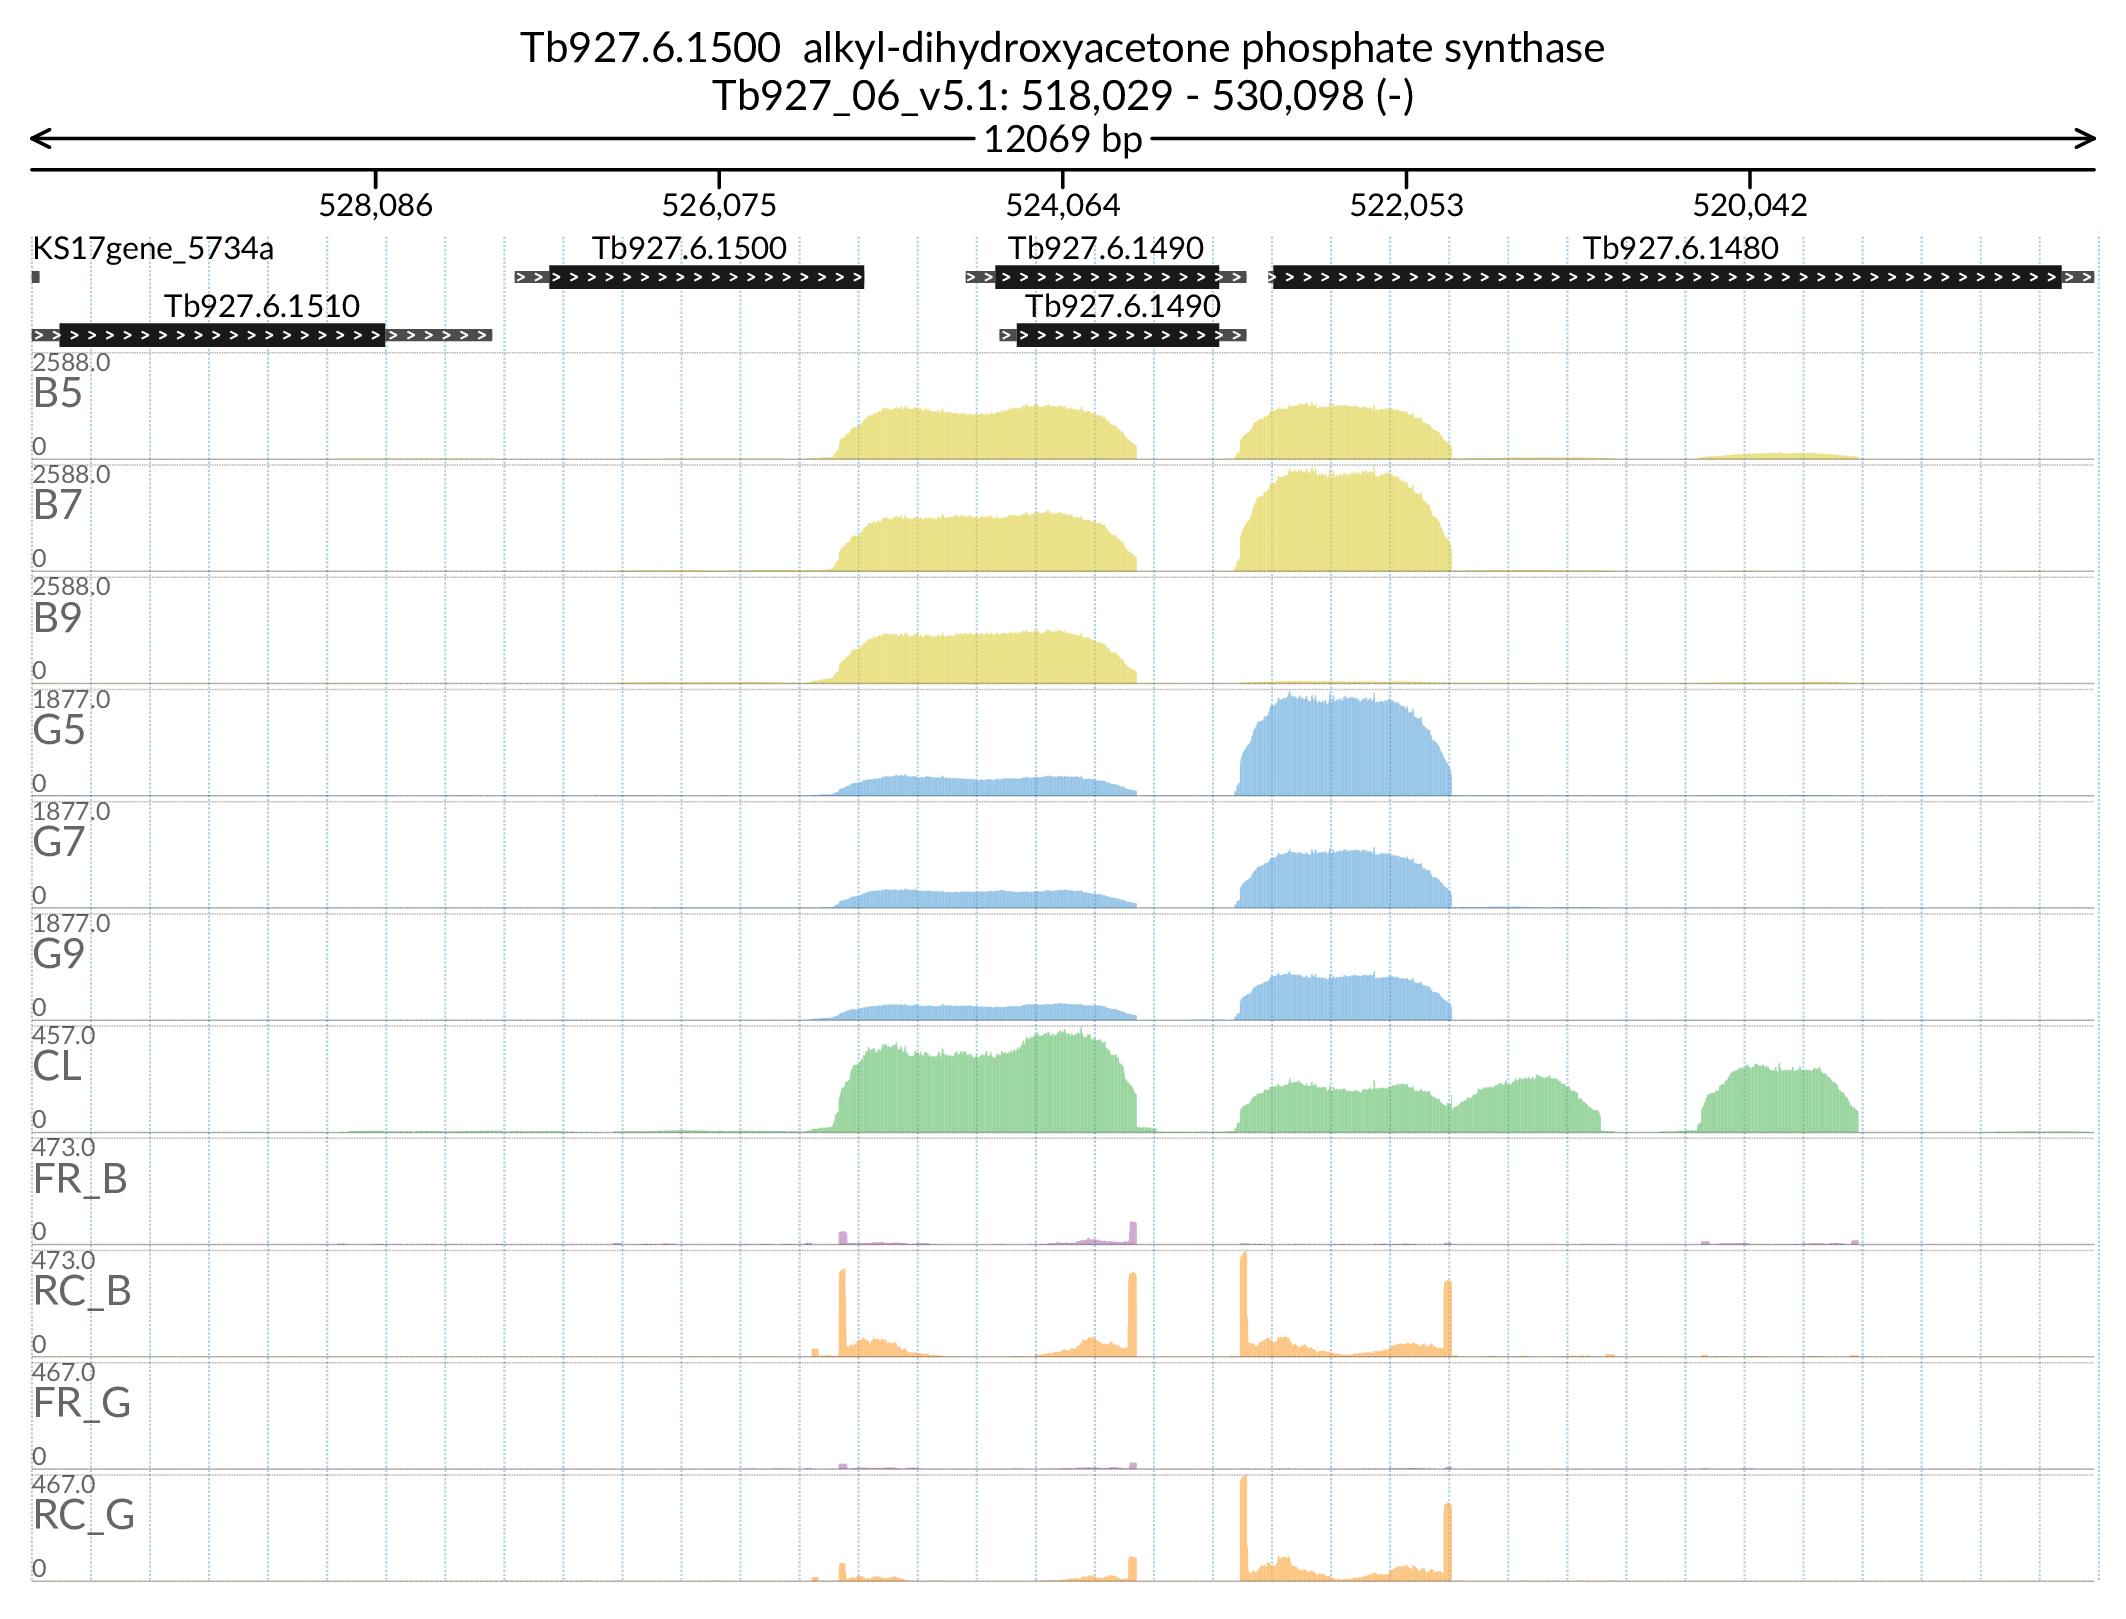 Tb927.6.1500  alkyl-dihydroxyacetone phosphate synthase
Tb927_06_v5.1: 518,029 - 530,098 (-)
12069 bp
528,086 526,075 524,064 522,053 520,042
KS17gene_5734a Tb927.6.1500 Tb927.6.1490 Tb927.6.1480
Tb927.6.1510 Tb927.6.1490
2588.0
B5
0
2588.0
B7
0
2588.0
B9
0
1877.0
G5
0
1877.0
G7
0
1877.0
G9
0
457.0
CL
0
473.0
FR_B
0
473.0
RC_B
0
467.0
FR_G
0
467.0
RC_G
0